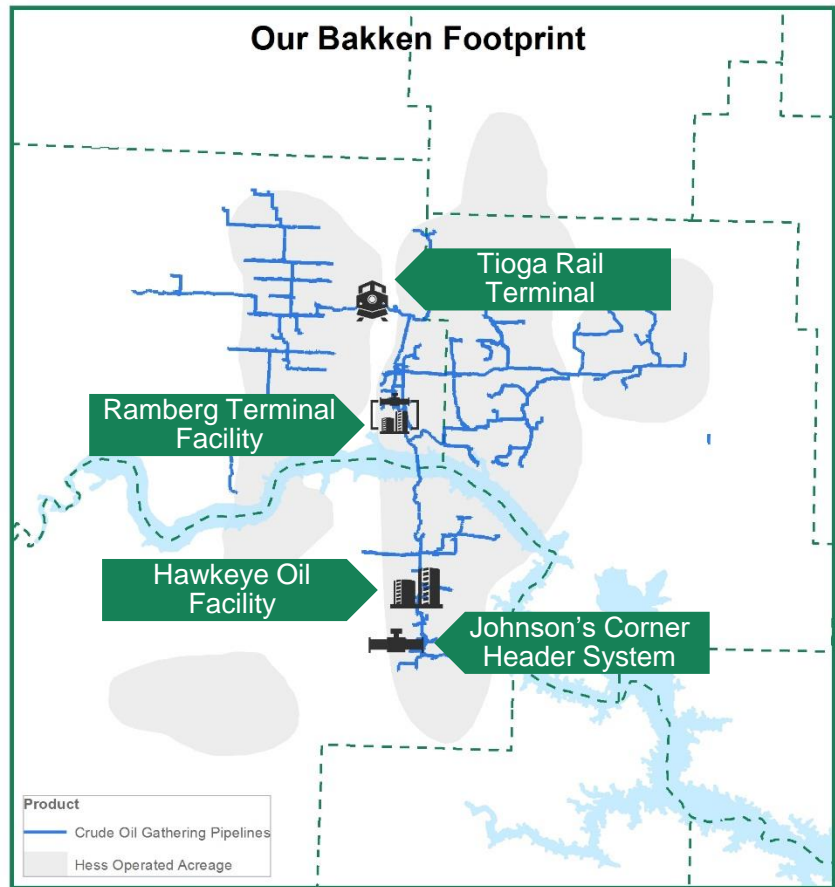 Our Bakken Footprint
Tioga Rail
Terminal
Ramberg Terminal
Facility
Hawkeye Oil
Facility
Johnson's Corner
Header System
Product
Crude Oil Gathering Pipelines
Hess Operated Acreage